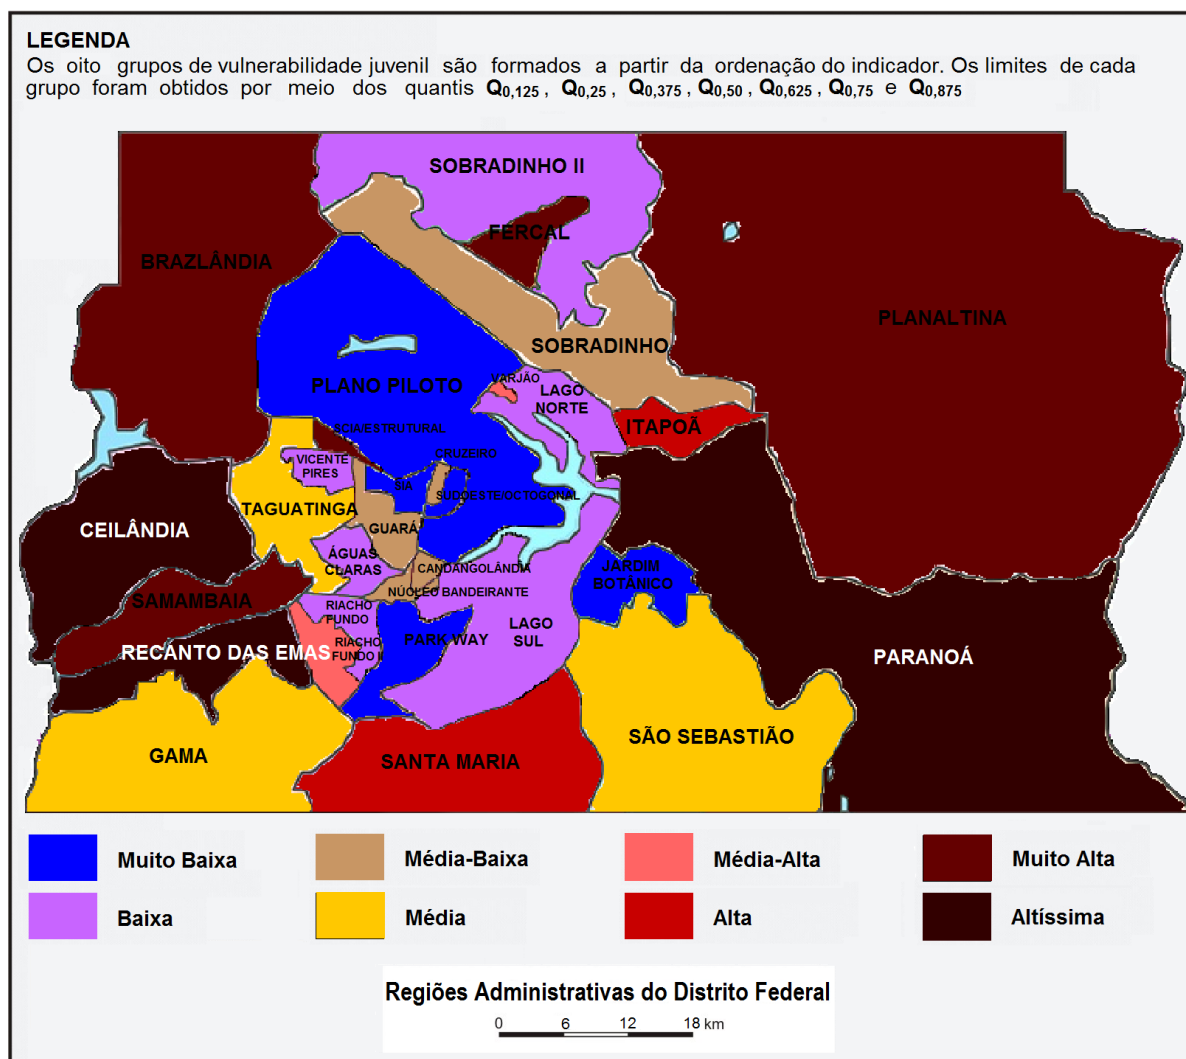 LEGENDA
Os oito grupos de vulnerabilidade juvenil são formados a partir da ordenação do indicador. Os limites de cada
grupo foram obtidos por meio dos quantis Q0,125 , Q0,25 , Q0,375 , Q0,50 , Q0,625 , Q0,75 e Q0,875
SOBRADINHO II
FERCAL
BRAZLÂNDIA
PLANALTINA
SOBRADINHO
VARJÃO
PLANO PILOTO
LAGO
NORTE
ITAPOÃ
SCIA/ESTRUTURAL
CRUZEIRO
VICENTE
PIRES
SIA
SUDOESTE/OCTOGONAL
TAGUATINGA
CEILÂNDIA
GUARÁ
ÁGUAS
CLARAS
CANDANGOLÂNDIA
JARDIM
BOTÂNICO
NÚCLEO BANDEIRANTE
SAMAMBAIA
RIACHO
FUNDO
LAGO
SUL
PARK WAY
RECANTO DAS EMAS
RIACHO
FUNDO II
PARANOÁ
SÃO SEBASTIÃO
GAMA
SANTA MARIA
Muito Baixa
Média-Baixa
Média-Alta
Muito Alta
Baixa
Média
Alta
Altíssima
Regiões Administrativas do Distrito Federal
0 6 12 18 km